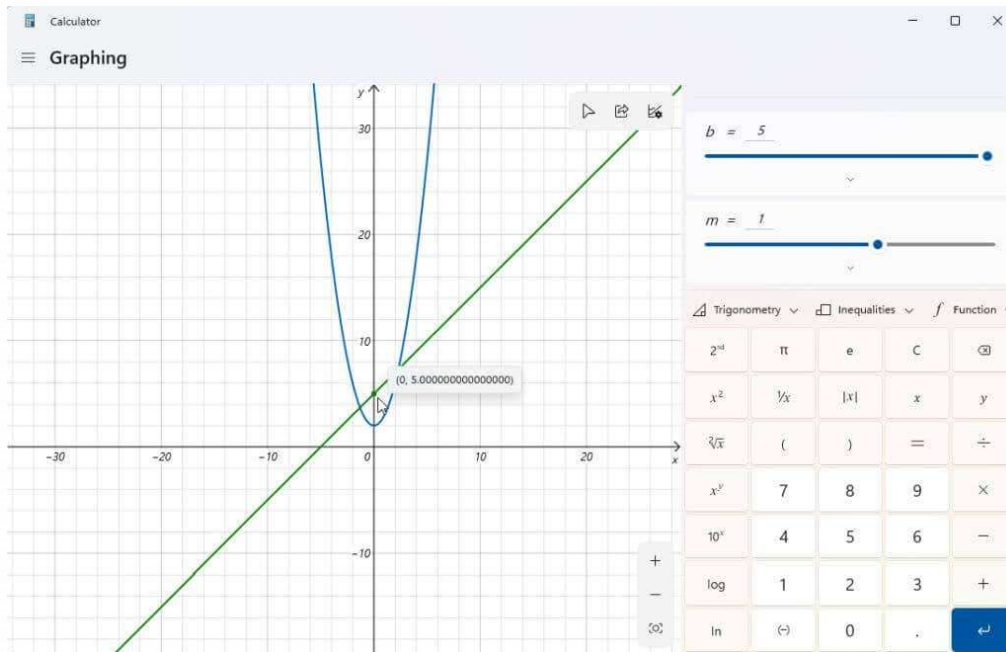 Calculator
Graphing
y
30
20
10
-10
-30
-20
-10
0
10
20
x
(0, 5.000000000000000)
b = 5
m = 1
Trigonometry
Inequalities
f Function
2nd π e C
x² ¹/x |x| x y
²√x ( ) = ÷
xʸ 7 8 9 ×
10ˣ 4 5 6 −
log 1 2 3 +
ln (−) 0 .